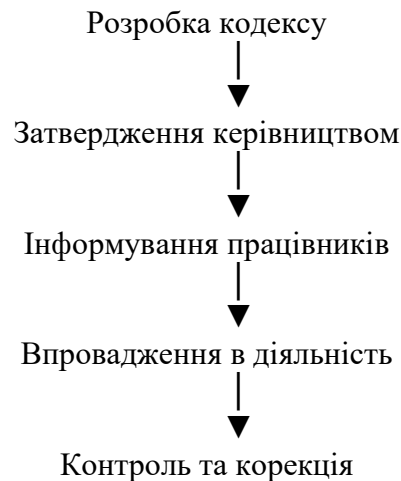 Розробка кодексу
Затвердження керівництвом
Інформування працівників
Впровадження в діяльність
Контроль та корекція